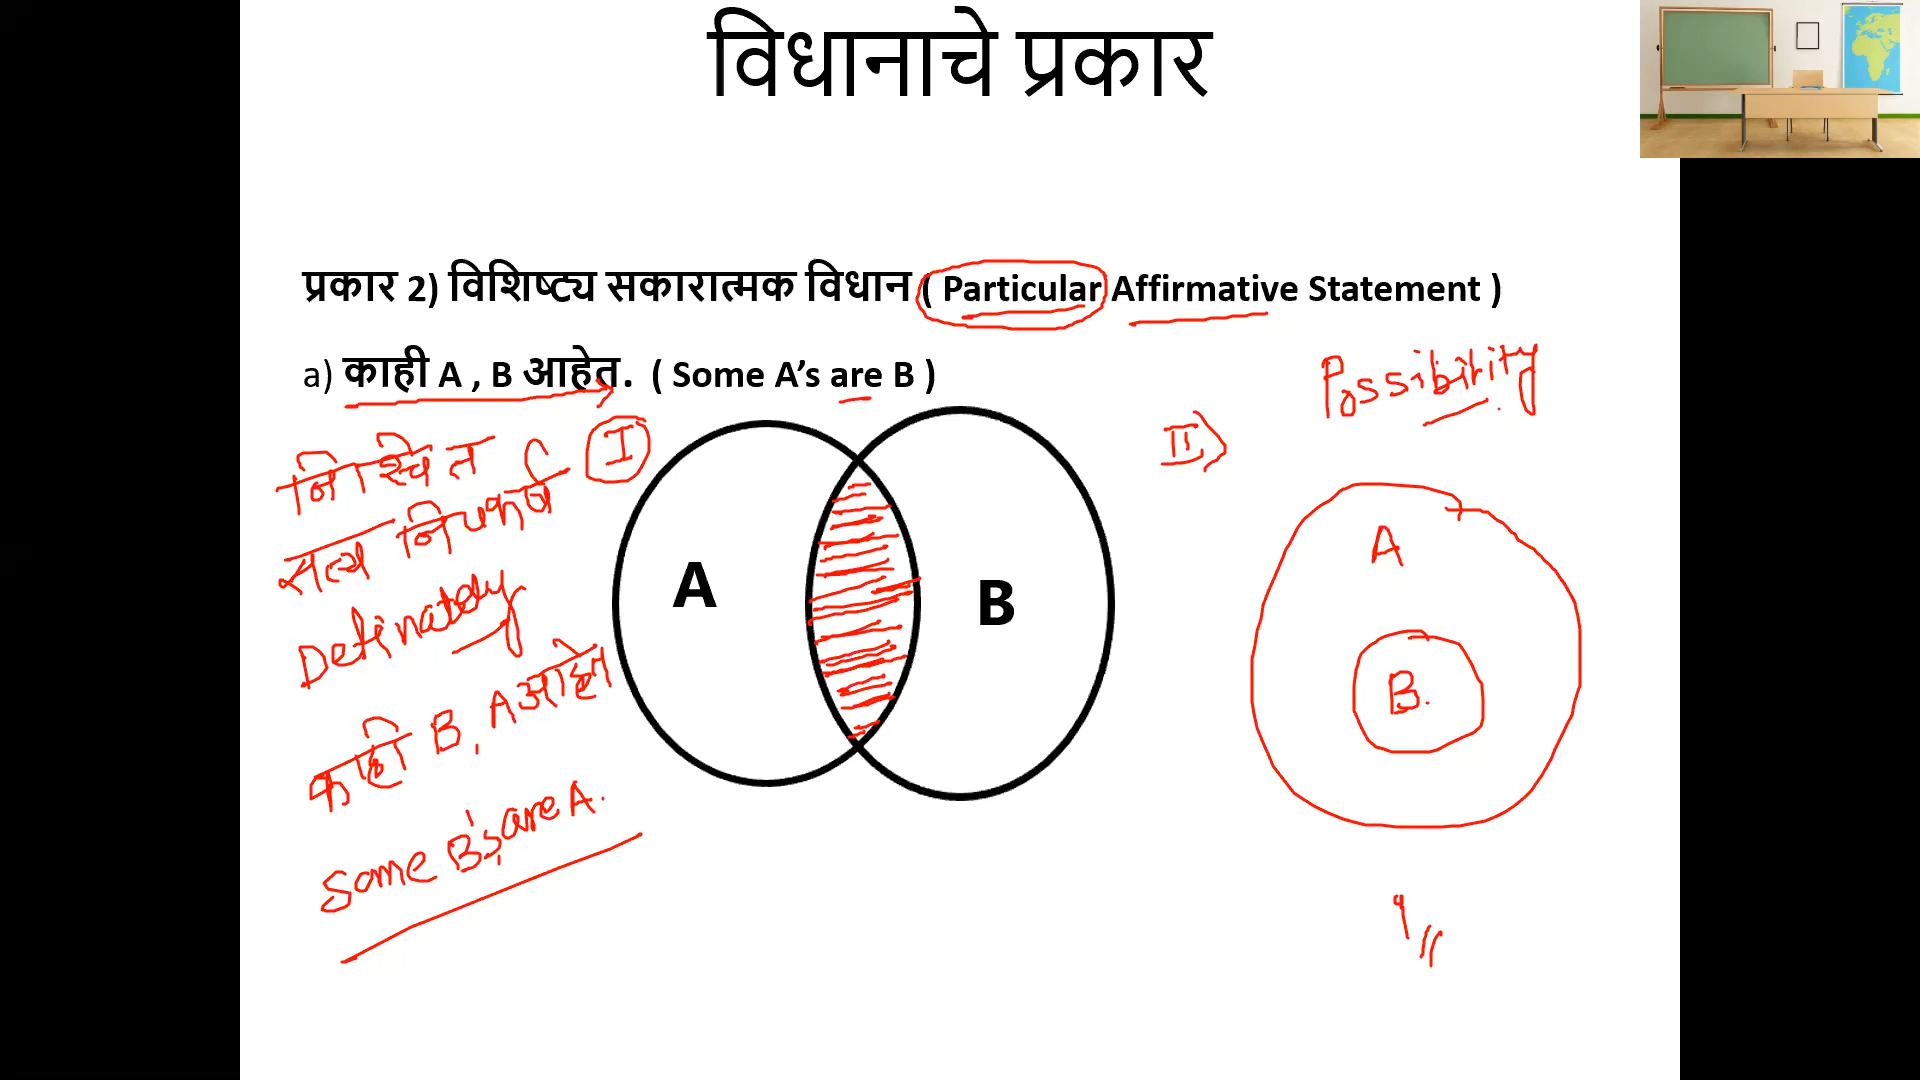 विधानाचे प्रकार
प्रकार 2) विशिष्ट्य सकारात्मक विधान ( Particular Affirmative Statement )
a) काही A , B आहेत. ( Some A’s are B )
Possibility
I
II
निश्चित
सत्य निष्कर्ष
Definately
काही B, A आहेत
Some B's, are A.
A
B
A
B.